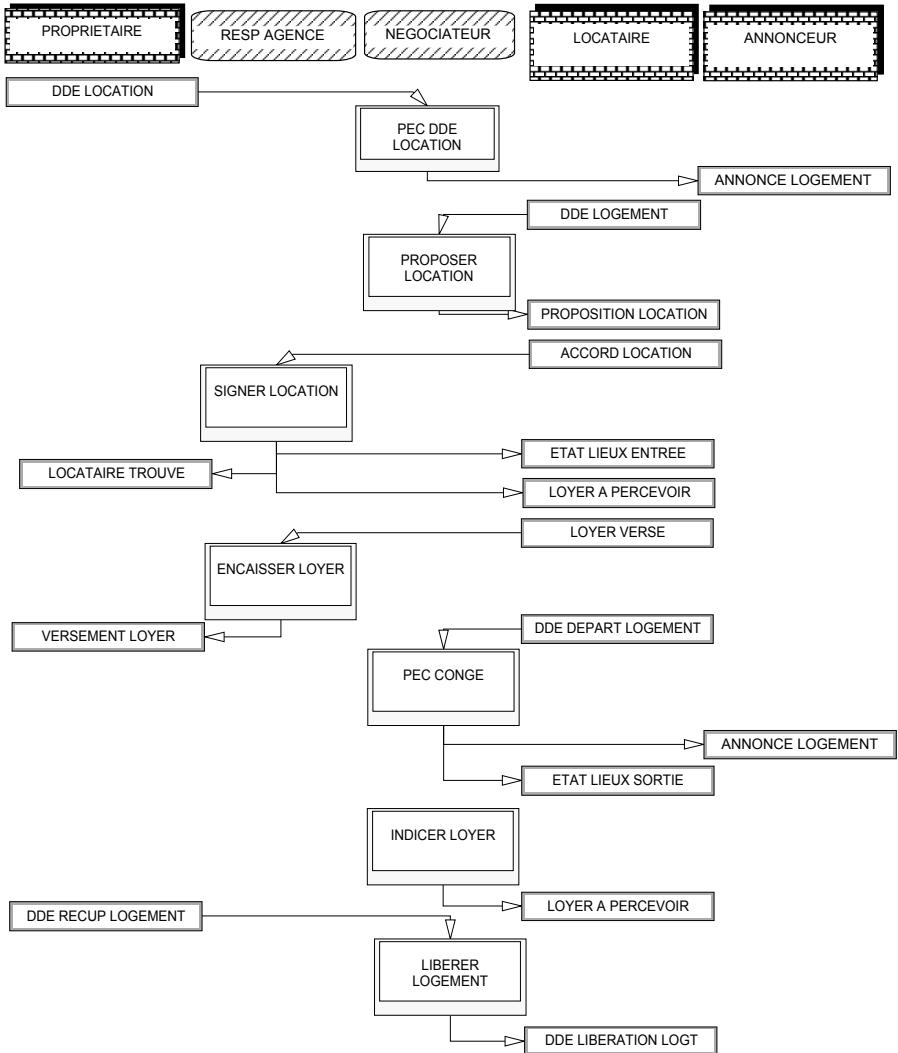 PROPRIETAIRE
RESP AGENCE
NEGOCIATEUR
LOCATAIRE
ANNONCEUR
DDE LOCATION
PEC DDE
LOCATION
ANNONCE LOGEMENT
DDE LOGEMENT
PROPOSER
LOCATION
PROPOSITION LOCATION
ACCORD LOCATION
SIGNER LOCATION
ETAT LIEUX ENTREE
LOCATAIRE TROUVE
LOYER A PERCEVOIR
LOYER VERSE
ENCAISSER LOYER
VERSEMENT LOYER
DDE DEPART LOGEMENT
PEC CONGE
ANNONCE LOGEMENT
ETAT LIEUX SORTIE
INDICER LOYER
LOYER A PERCEVOIR
DDE RECUP LOGEMENT
LIBERER
LOGEMENT
DDE LIBERATION LOGT